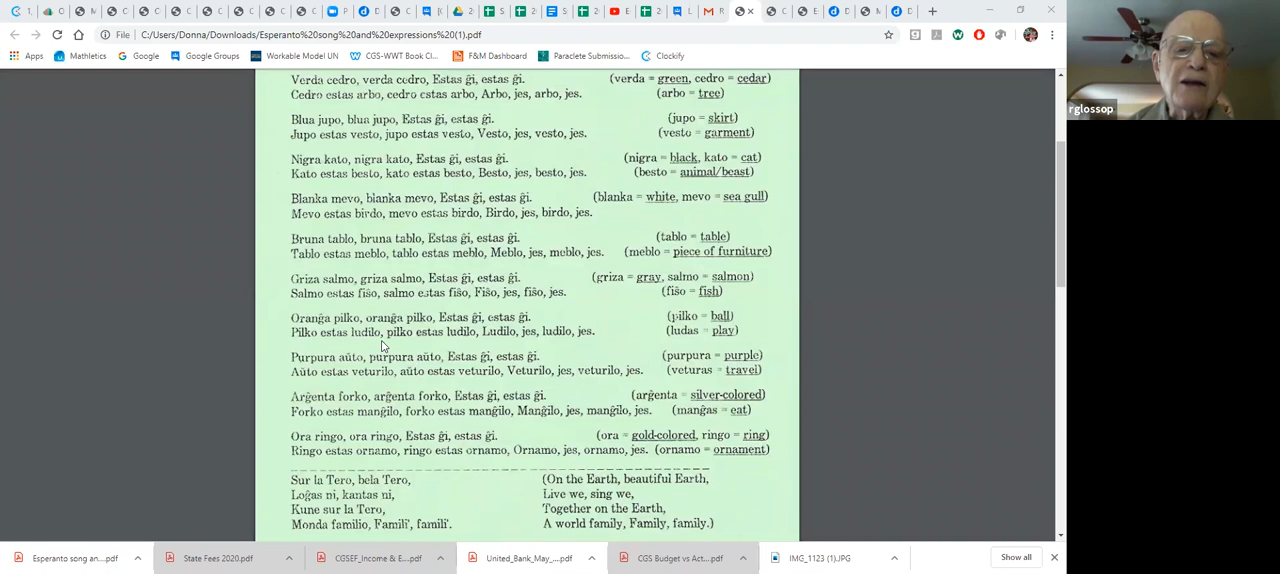 File
C:/Users/Donna/Downloads/Esperanto%20song%20and%20expressions%20(1).pdf
Apps
Mathletics
Google
Google Groups
Workable Model UN
CGS-WWT Book Cl...
F&M Dashboard
Paraclete Submissio...
Clockify
rglossop
Verda cedro, verda cedro, Estas ĝi, estas ĝi. (verda = green, cedro = cedar)
Cedro estas arbo, cedro estas arbo, Arbo, jes, arbo, jes. (arbo = tree)
Blua jupo, blua jupo, Estas ĝi, estas ĝi. (jupo = skirt)
Jupo estas vesto, jupo estas vesto, Vesto, jes, vesto, jes. (vesto = garment)
Nigra kato, nigra kato, Estas ĝi, estas ĝi. (nigra = black, kato = cat)
Kato estas besto, kato estas besto, Besto, jes, besto, jes. (besto = animal/beast)
Blanka mevo, blanka mevo, Estas ĝi, estas ĝi. (blanka = white, mevo = sea gull)
Mevo estas birdo, mevo estas birdo, Birdo, jes, birdo, jes.
Bruna tablo, bruna tablo, Estas ĝi, estas ĝi. (tablo = table)
Tablo estas meblo, tablo estas meblo, Meblo, jes, meblo, jes. (meblo = piece of furniture)
Griza salmo, griza salmo, Estas ĝi, estas ĝi. (griza = gray, salmo = salmon)
Salmo estas fiŝo, salmo estas fiŝo, Fiŝo, jes, fiŝo, jes. (fiŝo = fish)
Oranĝa pilko, oranĝa pilko, Estas ĝi, estas ĝi. (pilko = ball)
Pilko estas ludilo, pilko estas ludilo, Ludilo, jes, ludilo, jes. (ludas = play)
Purpura aŭto, purpura aŭto, Estas ĝi, estas ĝi. (purpura = purple)
Aŭto estas veturilo, aŭto estas veturilo, Veturilo, jes, veturilo, jes. (veturas = travel)
Arĝenta forko, arĝenta forko, Estas ĝi, estas ĝi. (arĝenta = silver-colored)
Forko estas manĝilo, forko estas manĝilo, Manĝilo, jes, manĝilo, jes. (manĝas = eat)
Ora ringo, ora ringo, Estas ĝi, estas ĝi. (ora = gold-colored, ringo = ring)
Ringo estas ornamo, ringo estas ornamo, Ornamo, jes, ornamo, jes. (ornamo = ornament)
Sur la Tero, bela Tero, (On the Earth, beautiful Earth,
Loĝas ni, kantas ni, Live we, sing we,
Kune sur la Tero, Together on the Earth,
Monda familio, Famili', famili'. A world family, Family, family.)
Esperanto song an....pdf
State Fees 2020.pdf
CGSEF_Income & E....pdf
United_Bank_May_....pdf
CGS Budget vs Act....pdf
IMG_1123 (1).JPG
Show all